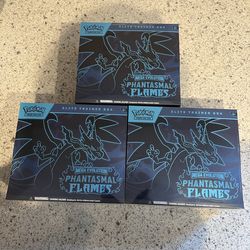 Pokémon
ELITE TRAINER BOX
MEGA EVOLUTION
PHANTASMAL
FLAMES
Pokémon
ELITE TRAINER BOX
MEGA EVOLUTION
PHANTASMAL
FLAMES
Pokémon
ELITE TRAINER BOX
MEGA EVOLUTION
PHANTASMAL
FLAMES